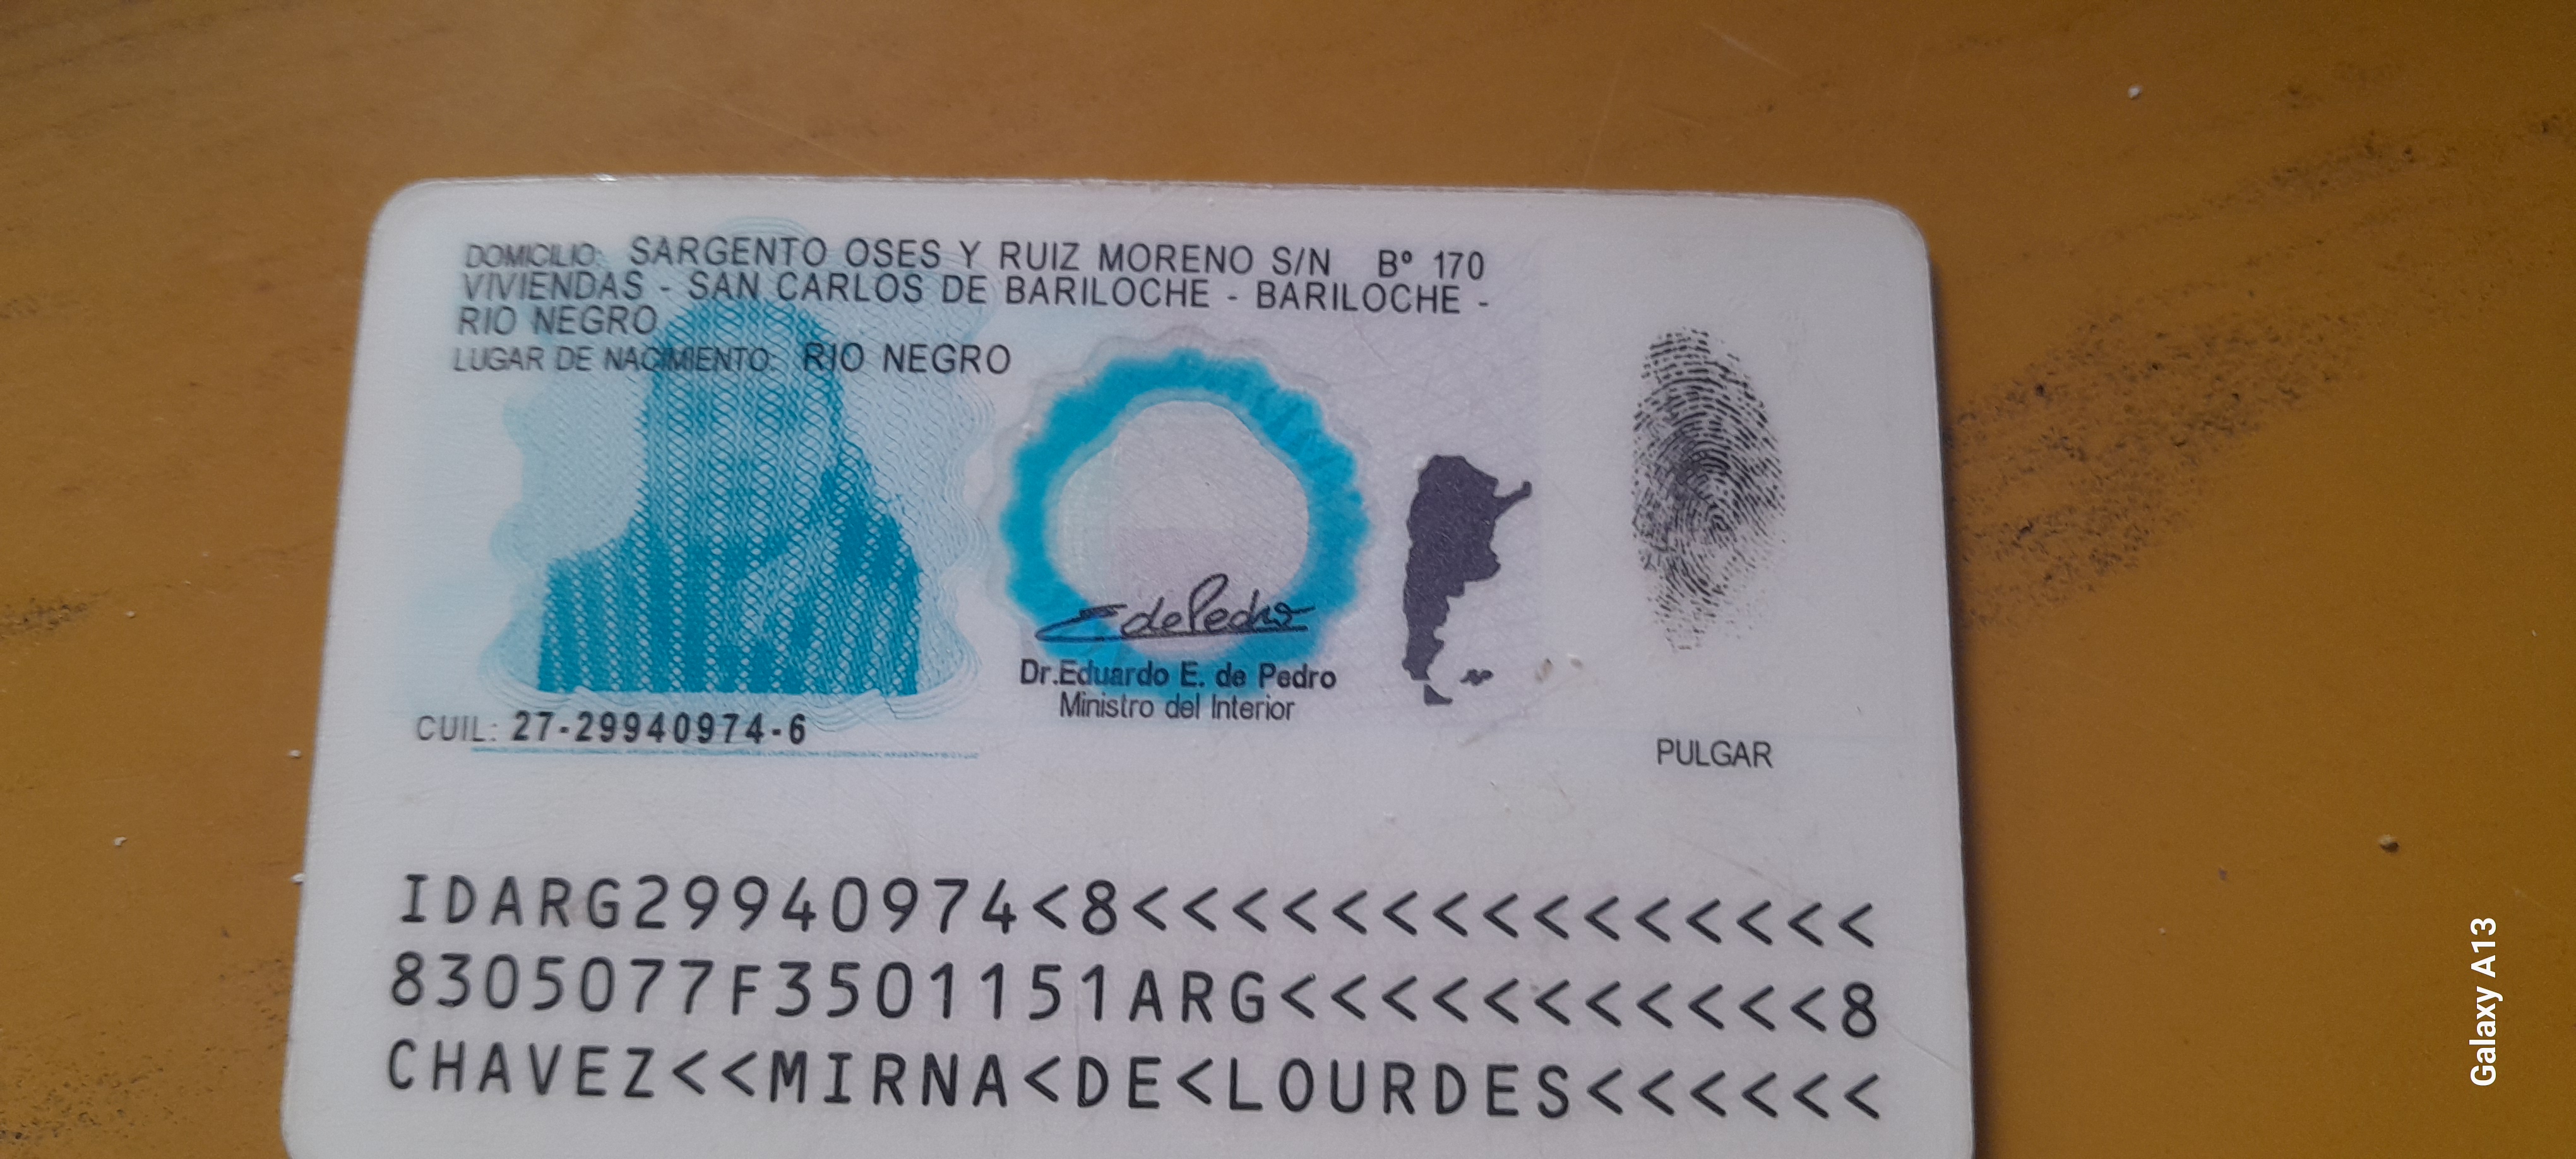 DOMICILIO: SARGENTO OSES Y RUIZ MORENO S/N Bº 170
VIVIENDAS - SAN CARLOS DE BARILOCHE - BARILOCHE -
RIO NEGRO
LUGAR DE NACIMIENTO: RIO NEGRO
Dr.Eduardo E. de Pedro
Ministro del Interior
CUIL: 27-29940974-6
PULGAR
IDARG29940974<8<<<<<<<<<<<<<<<
8305077F3501151ARG<<<<<<<<<<<8
CHAVEZ<<MIRNA<DE<LOURDES<<<<<<
Galaxy A13